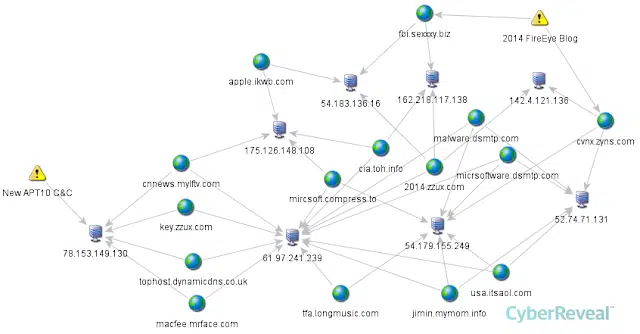 fbi.sexxxy.biz
2014 FireEye Blog
apple.ikwb.com
54.183.136.16
162.218.117.138
142.4.121.136
malware.dsmtp.com
cvnx.zyns.com
175.126.148.108
cia.toh.info
cnnews.myiftv.com
2014.zzux.com
micrsoftware.dsmtp.com
New APT10 C&C
mircsoft.compress.to
key.zzux.com
52.74.71.131
78.153.149.130
61.97.241.239
54.179.155.249
tophost.dynamicdns.co.uk
usa.itsaol.com
macfee.mrface.com
tfa.longmusic.com
jimin.mymom.info
CyberReveal™